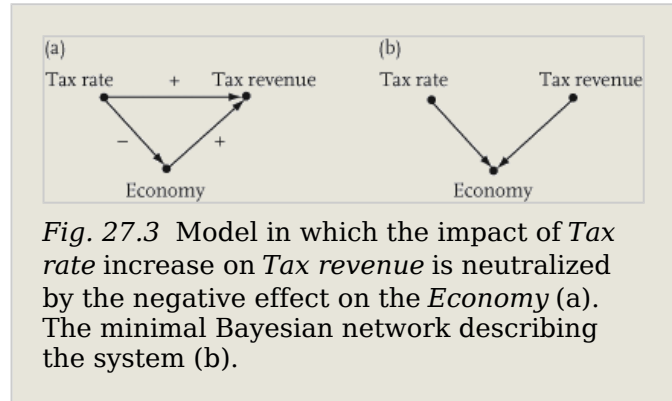 (a)
(b)
Tax rate + Tax revenue
Tax rate Tax revenue
– +
Economy
Economy
Fig. 27.3 Model in which the impact of Tax
rate increase on Tax revenue is neutralized
by the negative effect on the Economy (a).
The minimal Bayesian network describing
the system (b).